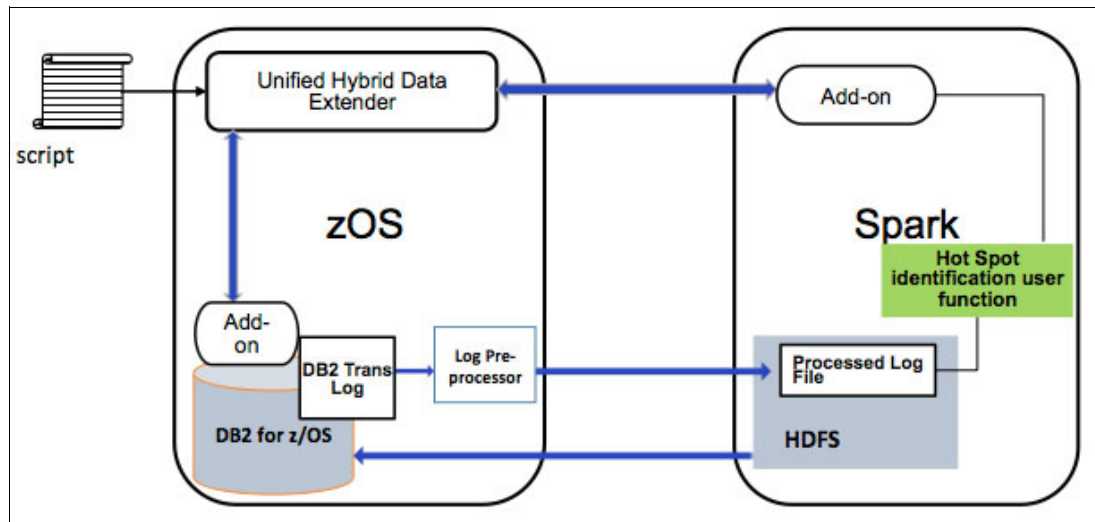 Unified Hybrid Data
Extender
Add-on
script
zOS
Spark
Hot Spot
identification user
function
Add-
on
DB2 Trans
Log
Log Pre-
processor
Processed Log
File
DB2 for z/OS
HDFS